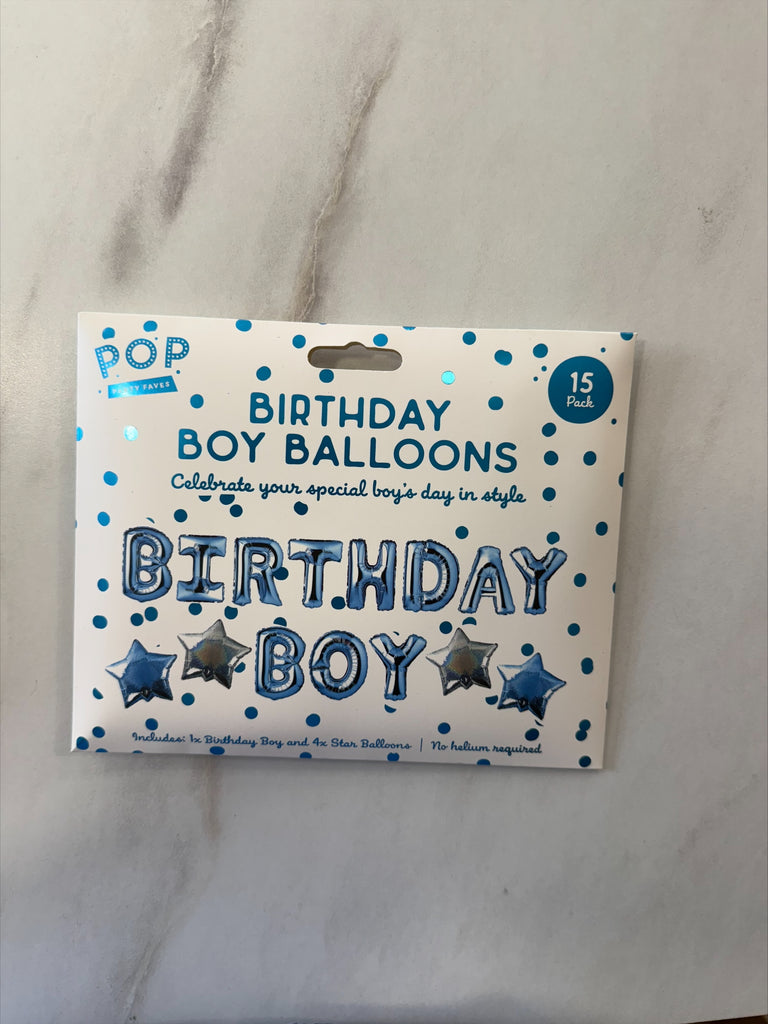 POP
PARTY FAVES
15
Pack
BIRTHDAY
BOY BALLOONS
Celebrate your special boy's day in style
BIRTHDAY
BOY
Includes: 1x Birthday Boy and 4x Star Balloons | No helium required